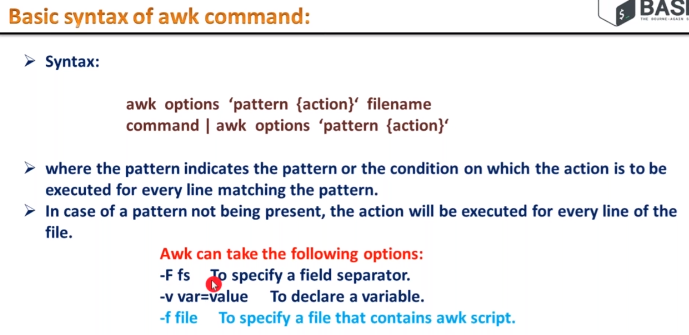 Basic syntax of awk command:
$
BASH
THE BOURNE-AGAIN
➢ Syntax:
awk options ‘pattern {action}‘ filename
command | awk options ‘pattern {action}‘
➢ where the pattern indicates the pattern or the condition on which the action is to be
executed for every line matching the pattern.
➢ In case of a pattern not being present, the action will be executed for every line of the
file.
Awk can take the following options:
-F fs To specify a field separator.
-v var=value To declare a variable.
-f file To specify a file that contains awk script.